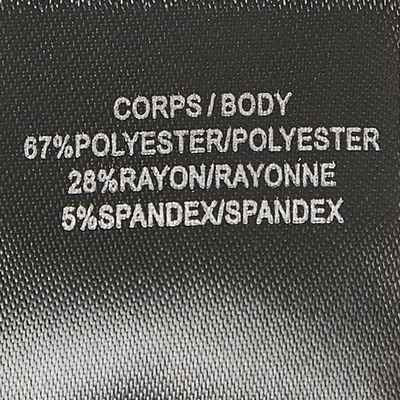 CORPS/BODY
67%POLYESTER/POLYESTER
28%RAYON/RAYONNE
5%SPANDEX/SPANDEX